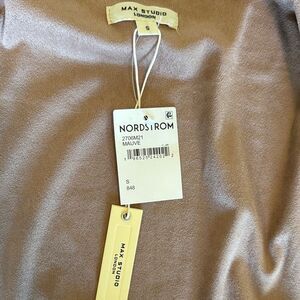 MAX STUDIO
LONDON
S
NORDSTROM
2706M21
MAUVE
S
848
MAX STUDIO
LONDON